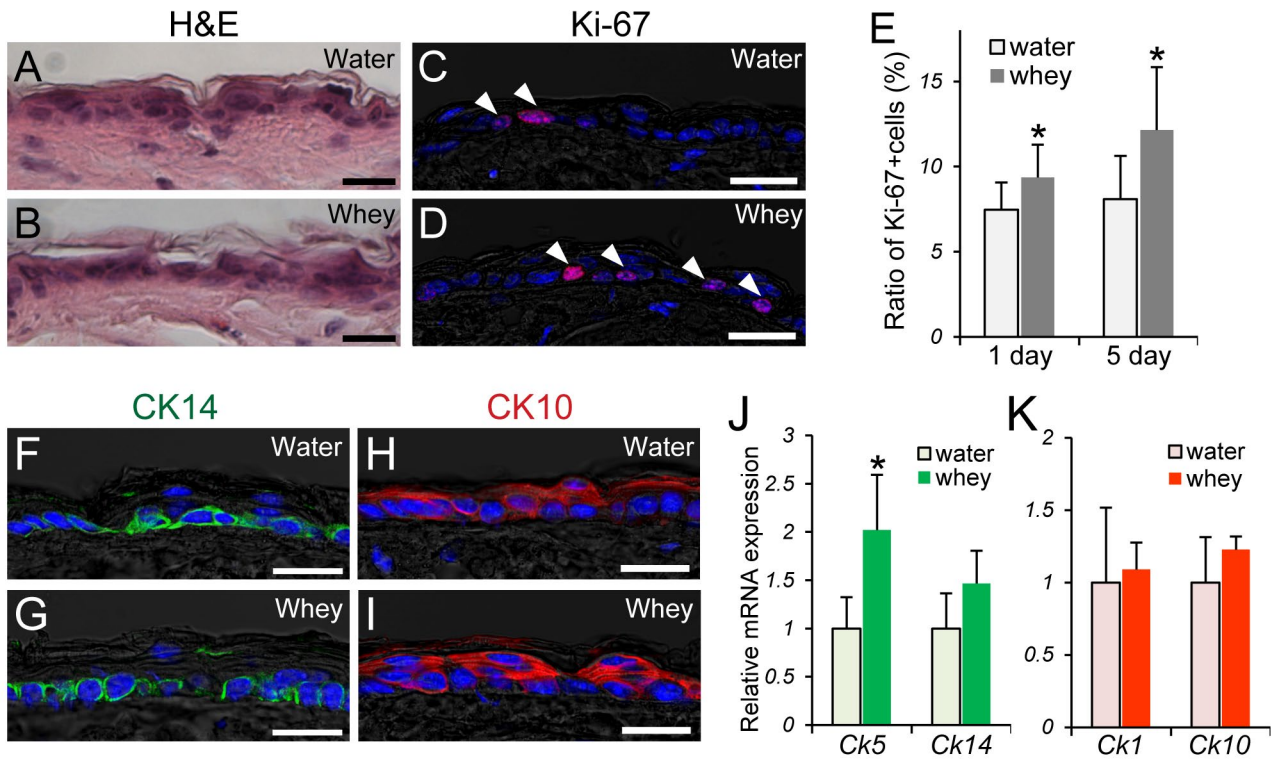 H&E
Ki-67
A
Water
B
Whey
C
Water
D
Whey
E
Ratio of Ki-67+cells (%)
water
whey
15
10
5
0
*
*
1 day
5 day
CK14
CK10
F
Water
G
Whey
H
Water
I
Whey
J
Relative mRNA expression
3
2.5
2
1.5
1
0.5
0
water
whey
*
Ck5
Ck14
K
2
1.5
1
0.5
0
water
whey
Ck1
Ck10